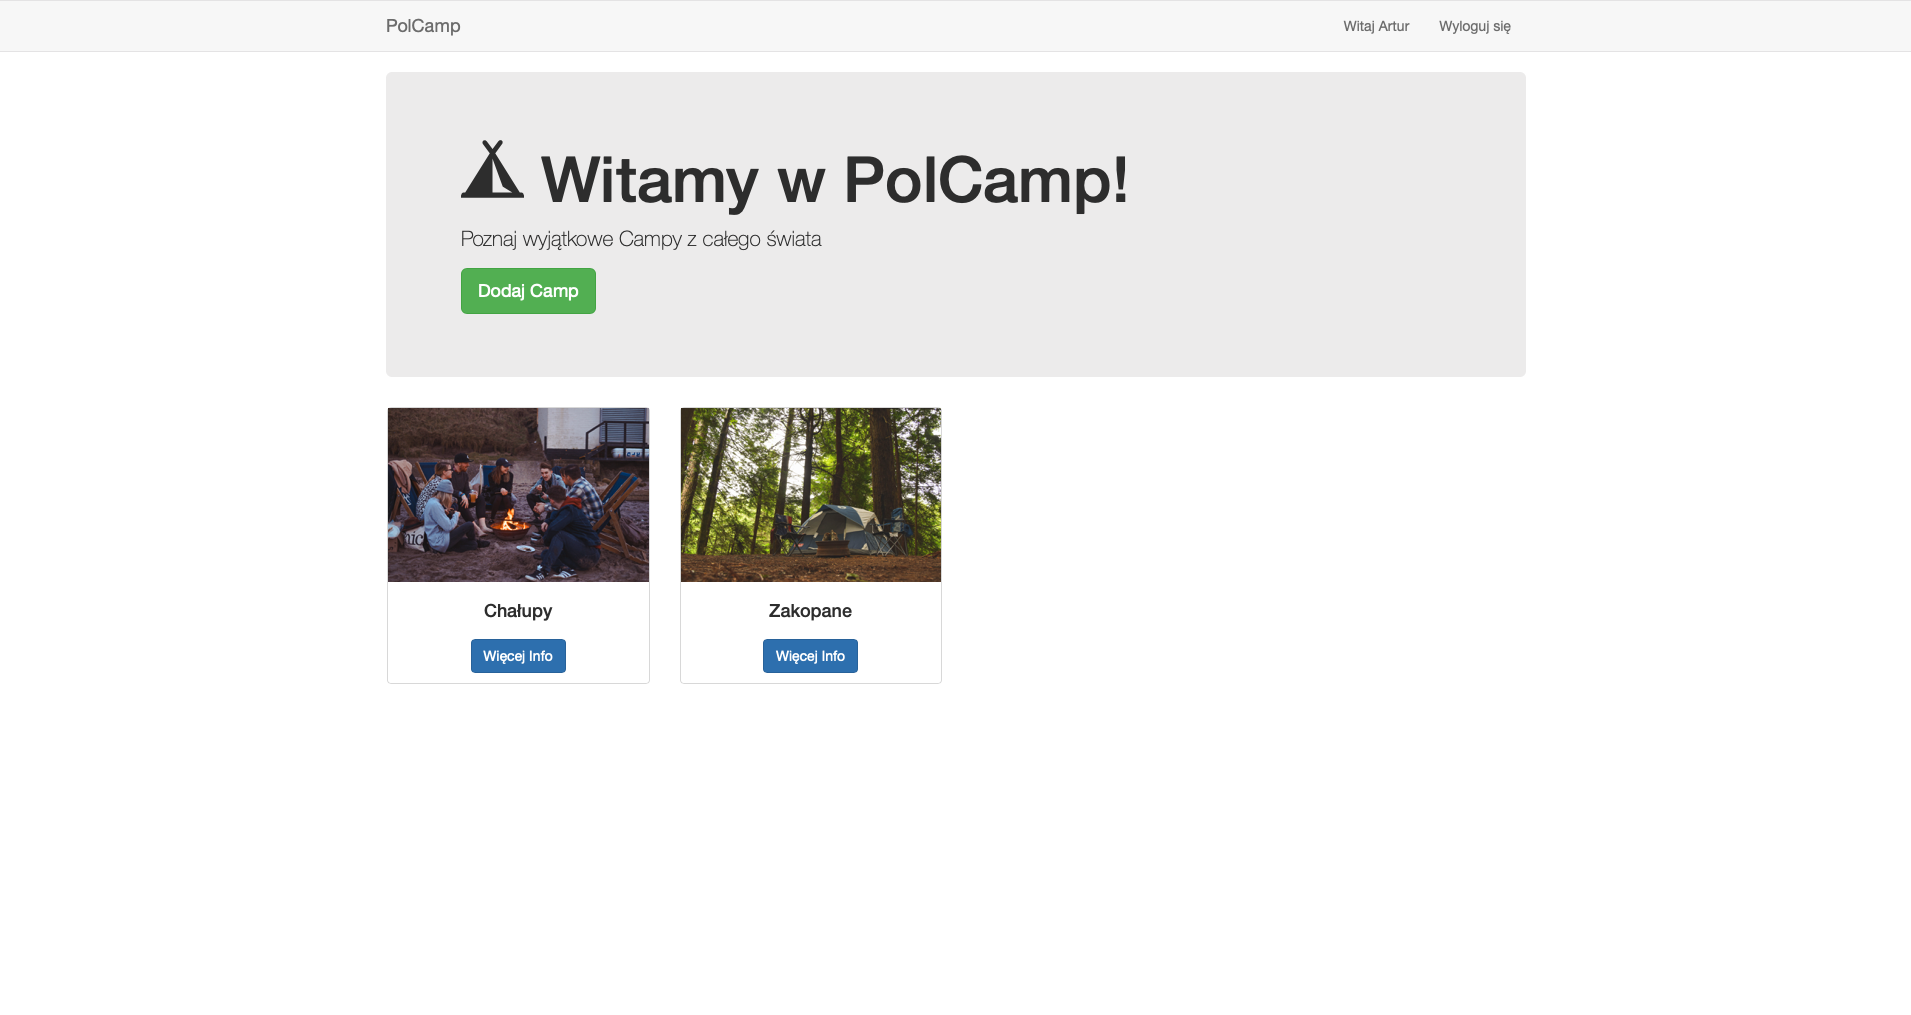 PolCamp
Witaj Artur
Wyloguj się
Witamy w PolCamp!
Poznaj wyjątkowe Campy z całego świata
Dodaj Camp
Chałupy
Zakopane
Więcej Info
Więcej Info